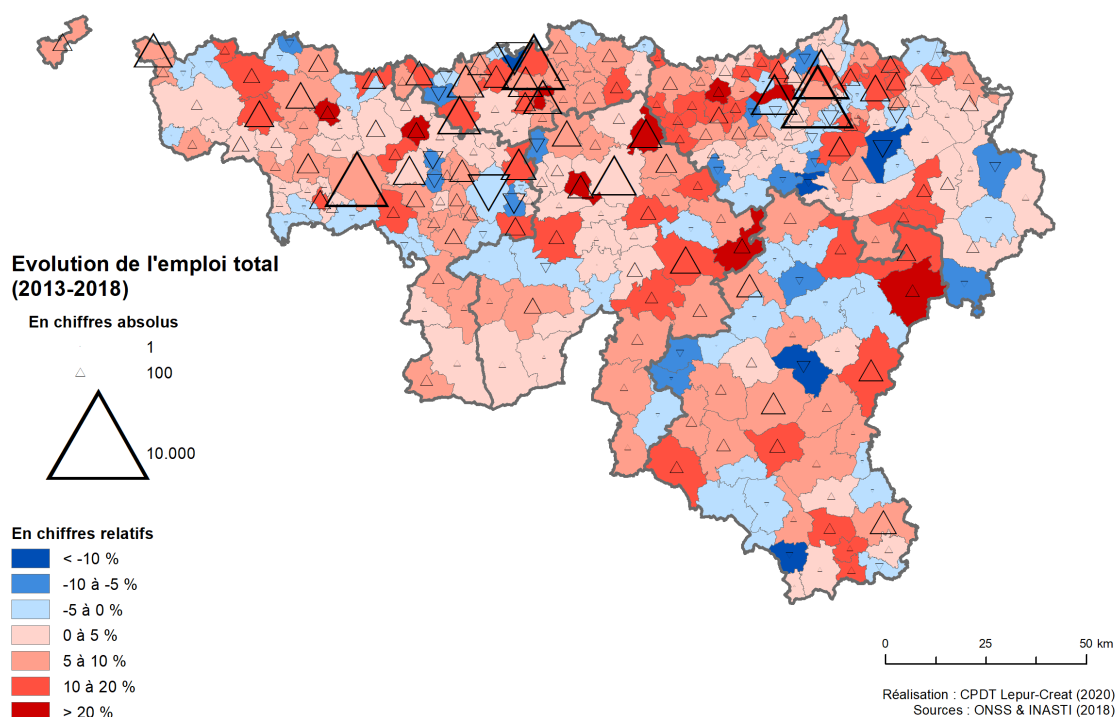 Evolution de l'emploi total
(2013-2018)
En chiffres absolus
1
100
10.000
En chiffres relatifs
< -10 %
-10 à -5 %
-5 à 0 %
0 à 5 %
5 à 10 %
10 à 20 %
> 20 %
0 25 50 km
Réalisation : CPDT Lepur-Creat (2020)
Sources : ONSS & INASTI (2018)